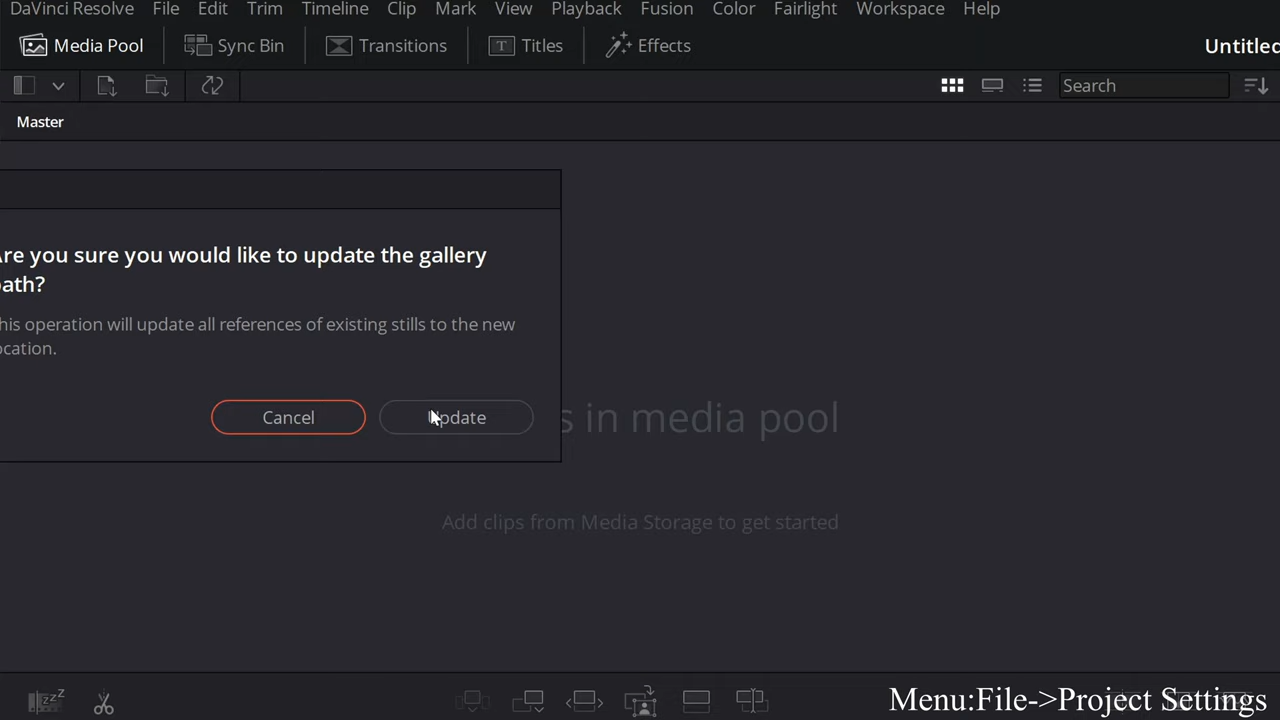 DaVinci Resolve File Edit Trim Timeline Clip Mark View Playback Fusion Color Fairlight Workspace Help
Media Pool Sync Bin Transitions Titles Effects
Search
Master
re you sure you would like to update the gallery
ath?
his operation will update all references of existing stills to the new
ocation.
Cancel Update
s in media pool
Add clips from Media Storage to get started
Menu:File->Project Settings